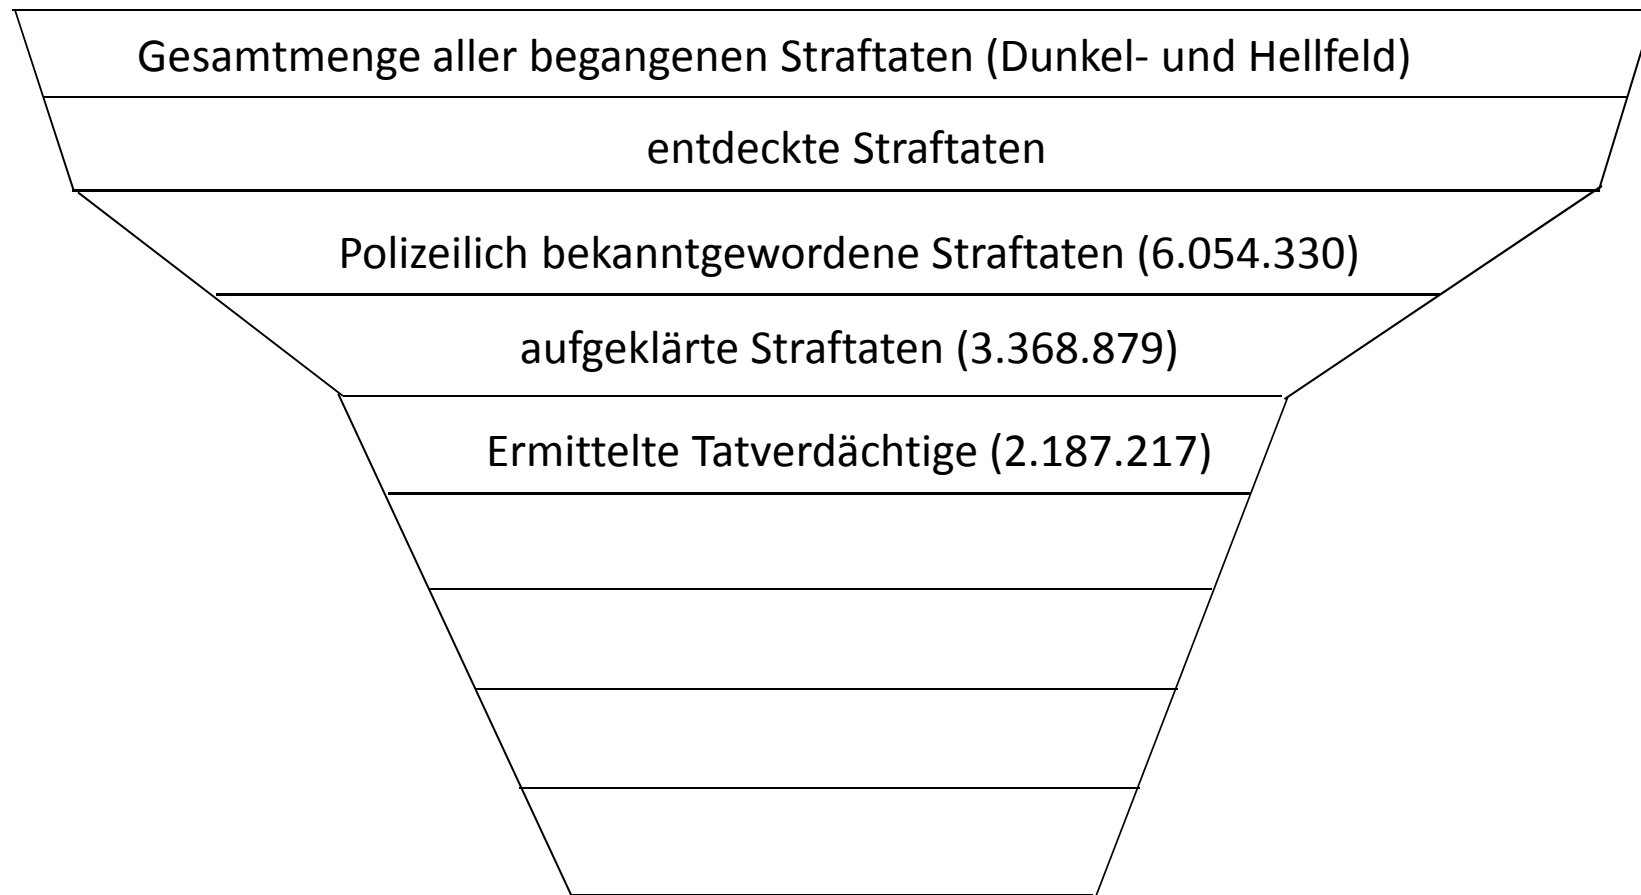 Gesamtmenge aller begangenen Straftaten (Dunkel- und Hellfeld)
entdeckte Straftaten
Polizeilich bekanntgewordene Straftaten (6.054.330)
aufgeklärte Straftaten (3.368.879)
Ermittelte Tatverdächtige (2.187.217)